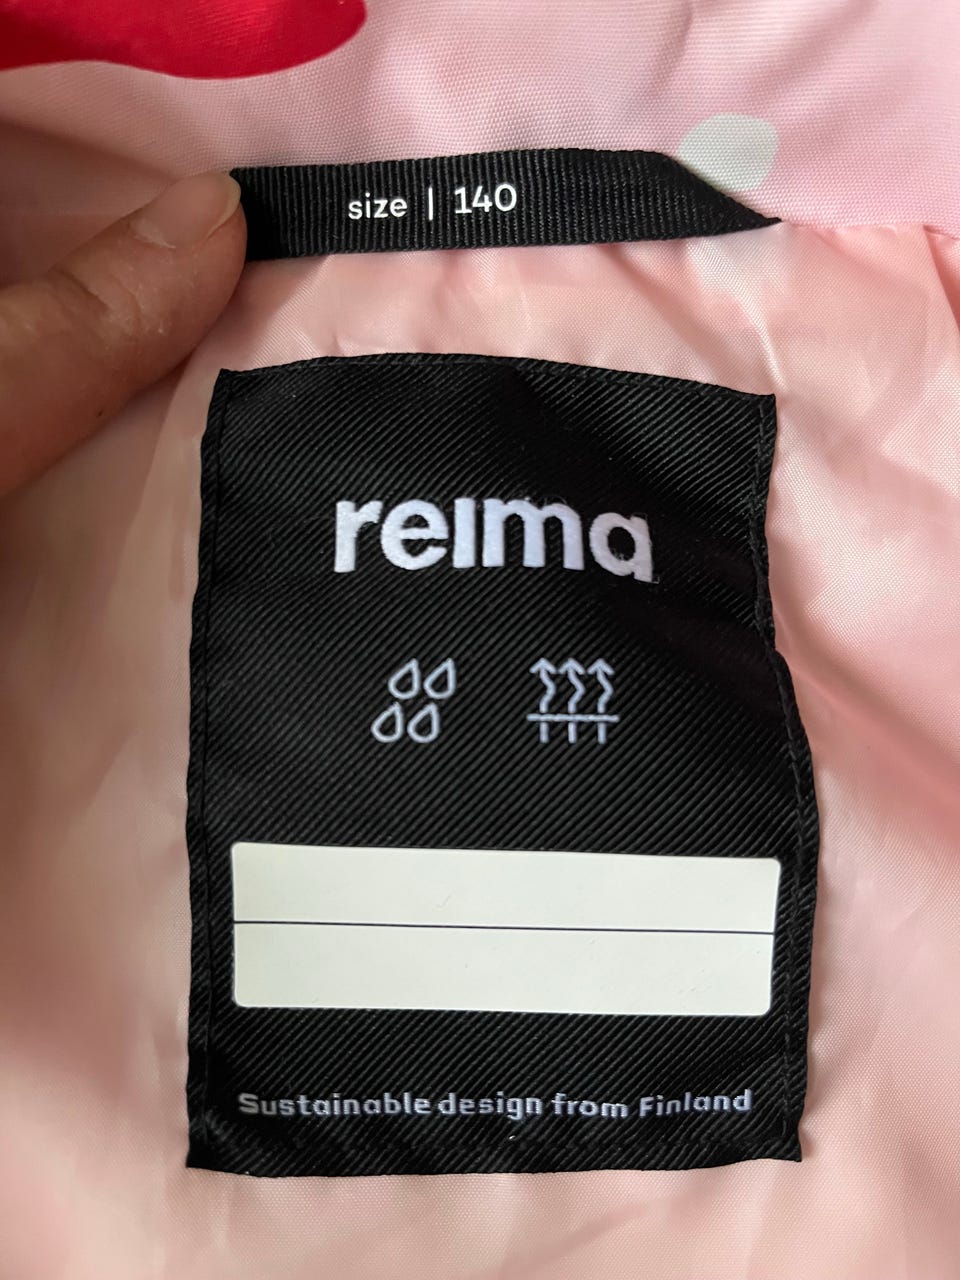 size | 140
reima
Sustainable design from Finland